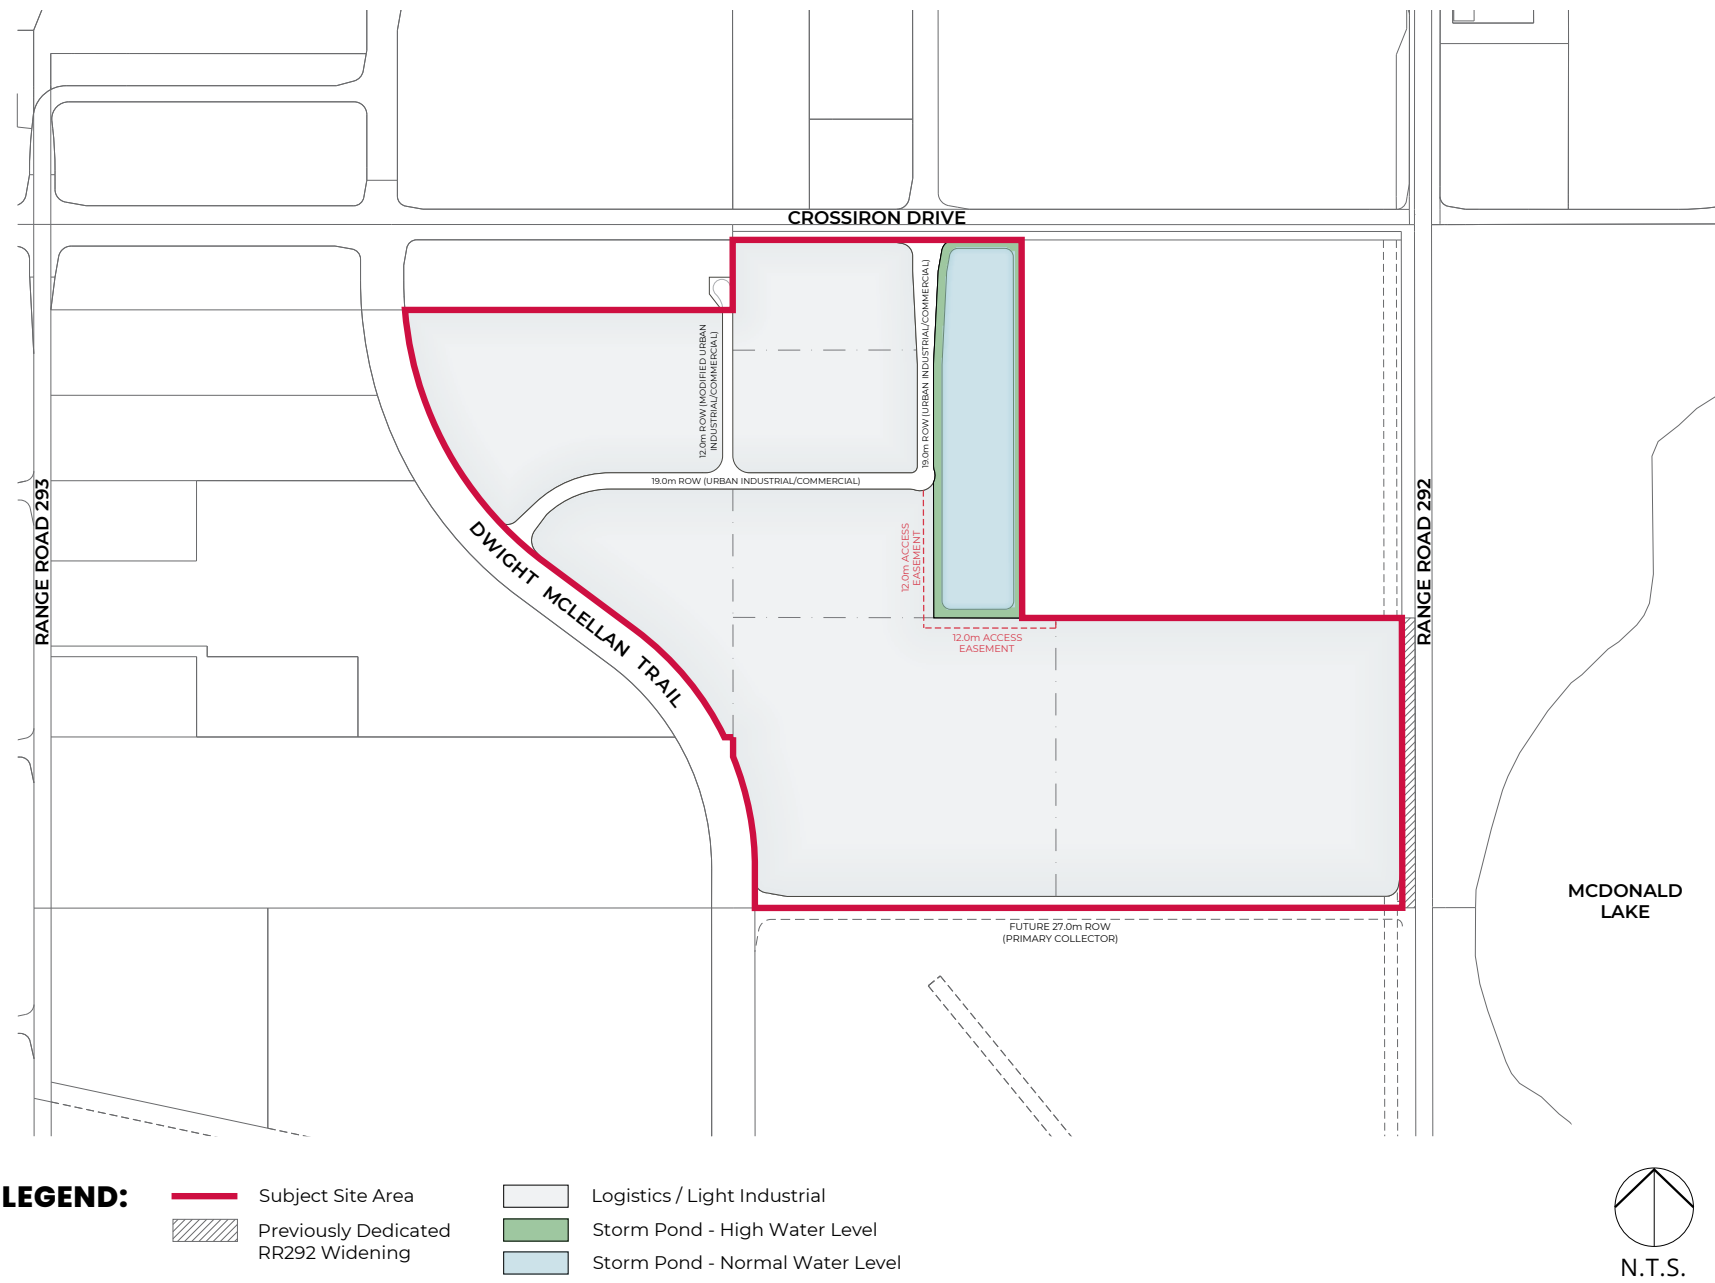 CROSSIRON DRIVE
19.0m ROW (URBAN INDUSTRIAL/COMMERCIAL)
12.0m ROW (MODIFIED URBAN
INDUSTRIAL/COMMERCIAL)
19.0m ROW (URBAN INDUSTRIAL/COMMERCIAL)
RANGE ROAD 293
RANGE ROAD 292
DWIGHT MCLELLAN TRAIL
12.0m ACCESS
EASEMENT
12.0m ACCESS
EASEMENT
MCDONALD
LAKE
FUTURE 27.0m ROW
(PRIMARY COLLECTOR)
LEGEND:
Subject Site Area
Previously Dedicated
RR292 Widening
Logistics / Light Industrial
Storm Pond - High Water Level
Storm Pond - Normal Water Level
N.T.S.